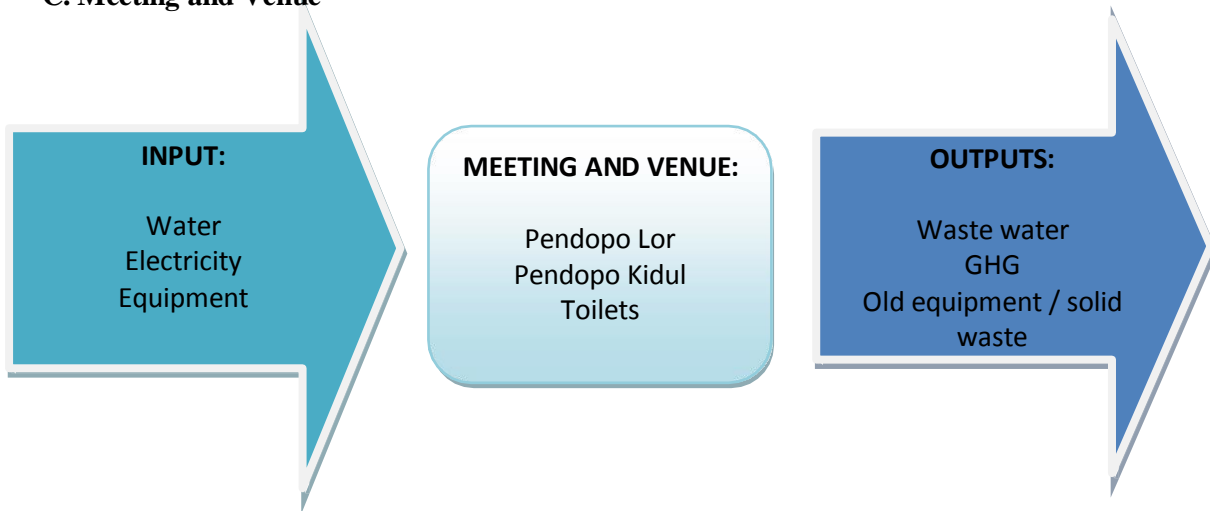 C. Meeting and Venue
INPUT:
Water
Electricity
Equipment
MEETING AND VENUE:
Pendopo Lor
Pendopo Kidul
Toilets
OUTPUTS:
Waste water
GHG
Old equipment / solid
waste